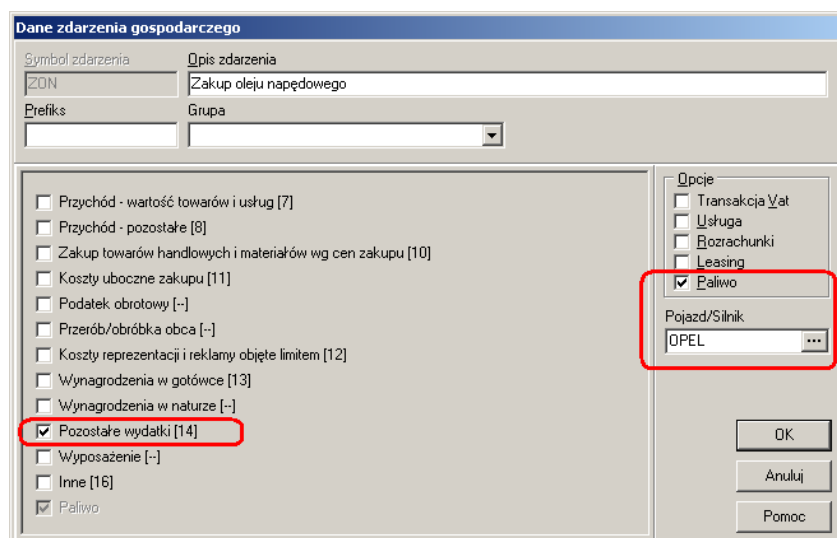 Dane zdarzenia gospodarczego
Symbol zdarzenia
Opis zdarzenia
ZON
Zakup oleju napędowego
Prefiks
Grupa
Przychód - wartość towarów i usług [7]
Przychód - pozostałe [8]
Zakup towarów handlowych i materiałów wg cen zakupu [10]
Koszty uboczne zakupu [11]
Podatek obrotowy [--]
Przerób/obróbka obca [--]
Koszty reprezentacji i reklamy objęte limitem [12]
Wynagrodzenia w gotówce [13]
Wynagrodzenia w naturze [--]
Pozostałe wydatki [14]
Wyposażenie [--]
Inne [16]
Paliwo
Opcje
Transakcja Vat
Usługa
Rozrachunki
Leasing
Paliwo
Pojazd/Silnik
OPEL
...
OK
Anuluj
Pomoc